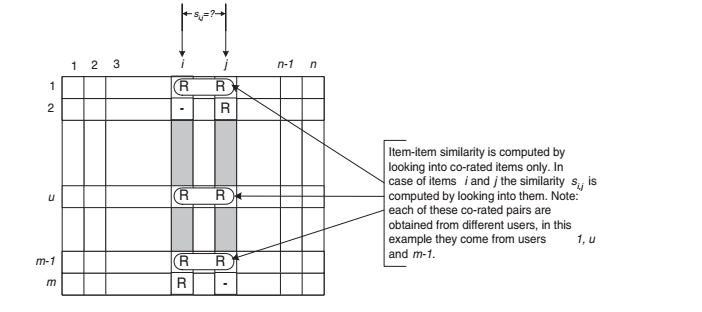 s_{i,j}=?
1 2 3 i j n-1 n
1 R R
2 - R
u R R
m-1 R R
m R -
Item-item similarity is computed by
looking into co-rated items only. In
case of items i and j the similarity s_{i,j} is
computed by looking into them. Note:
each of these co-rated pairs are
obtained from different users, in this
example they come from users 1, u
and m-1.